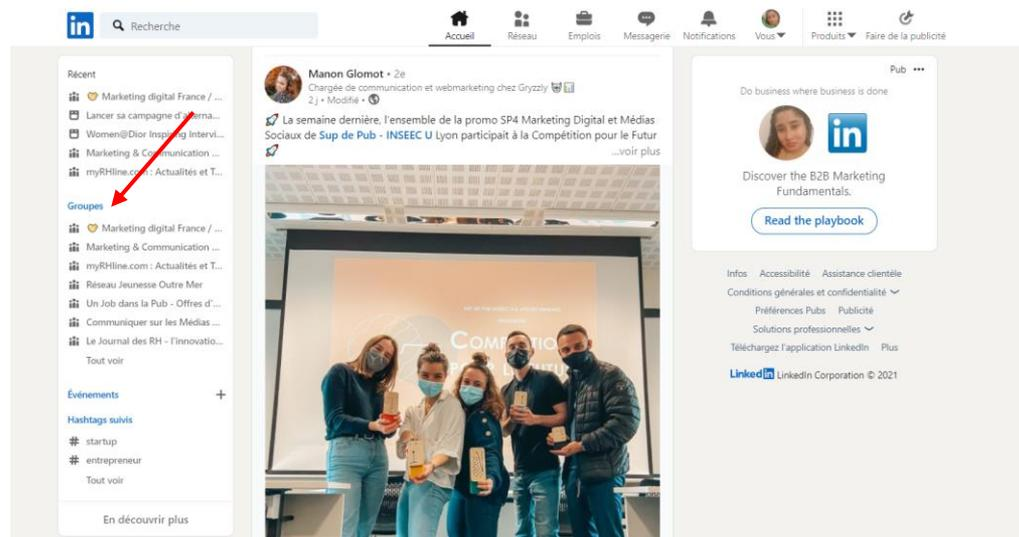 in Recherche
Accueil
Réseau
Emplois
Messagerie
Notifications
Vous
Produits
Faire de la publicité
Récent
Marketing digital France / ...
Lancer sa campagne d'alterna...
Women@Dior Inspiring Intervi...
Marketing & Communication ...
myRHline.com : Actualités et T...
Groupes
Marketing digital France / ...
Marketing & Communication ...
myRHline.com : Actualités et T...
Réseau Jeunesse Outre Mer
Un Job dans la Pub - Offres d'...
Communiquer sur les Médias ...
Le Journal des RH - l'innovatio...
Tout voir
Événements +
Hashtags suivis
# startup
# entrepreneur
Tout voir
En découvrir plus
Manon Glomot • 2e
Chargée de communication et webmarketing chez Gryzzly
2 j • Modifié •
La semaine dernière, l'ensemble de la promo SP4 Marketing Digital et Médias
Sociaux de Sup de Pub - INSEEC U Lyon participait à la Compétition pour le Futur
...voir plus
Pub •••
Do business where business is done
in
Discover the B2B Marketing
Fundamentals.
Read the playbook
Infos Accessibilité Assistance clientèle
Conditions générales et confidentialité
Préférences Pubs Publicité
Solutions professionnelles
Téléchargez l'application LinkedIn Plus
LinkedIn LinkedIn Corporation © 2021